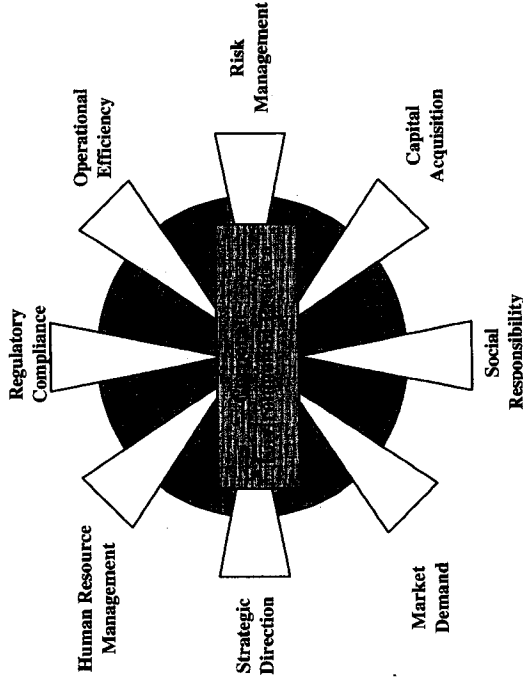 Regulatory
Compliance
Human Resource
Management
Operational
Efficiency
Strategic
Direction
Risk
Management
Market
Demand
Capital
Acquisition
Social
Responsibility